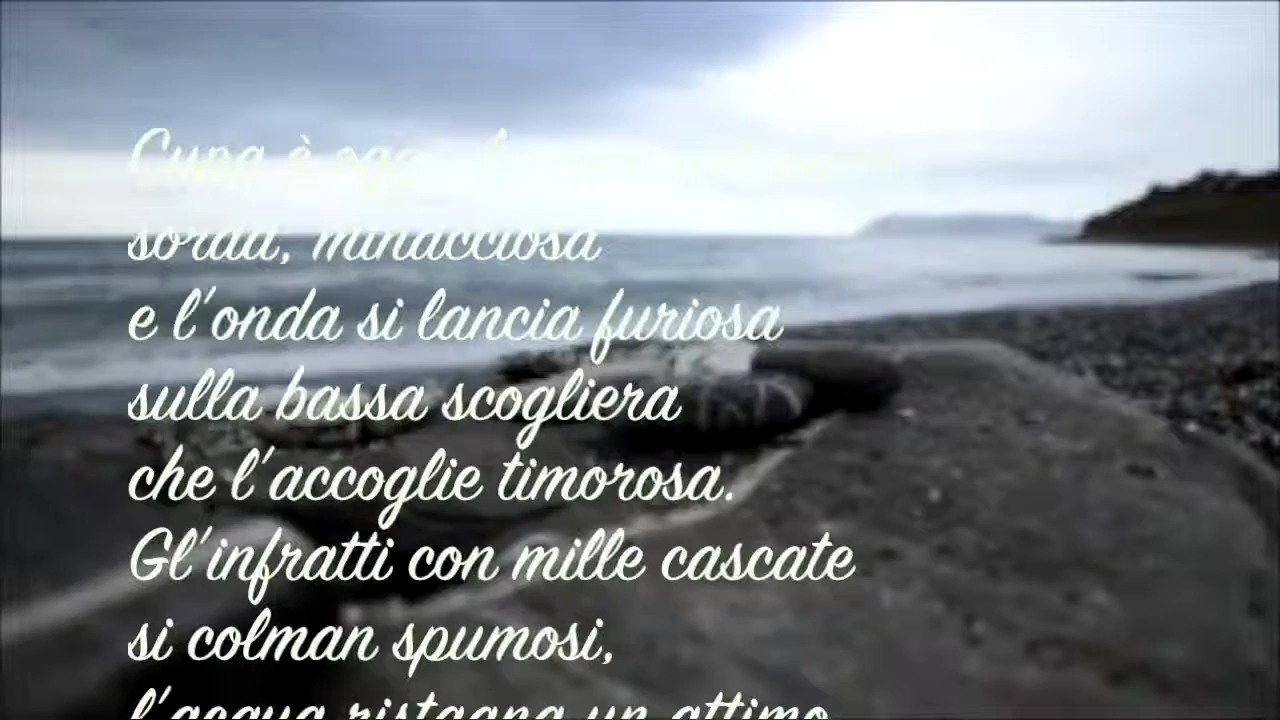 Cupa è oggi
sorda, minacciosa
e l'onda si lancia furiosa
sulla bassa scogliera
che l'accoglie timorosa.
Gl'infratti con mille cascate
si colman spumosi,
l'acqua ristagna un attimo